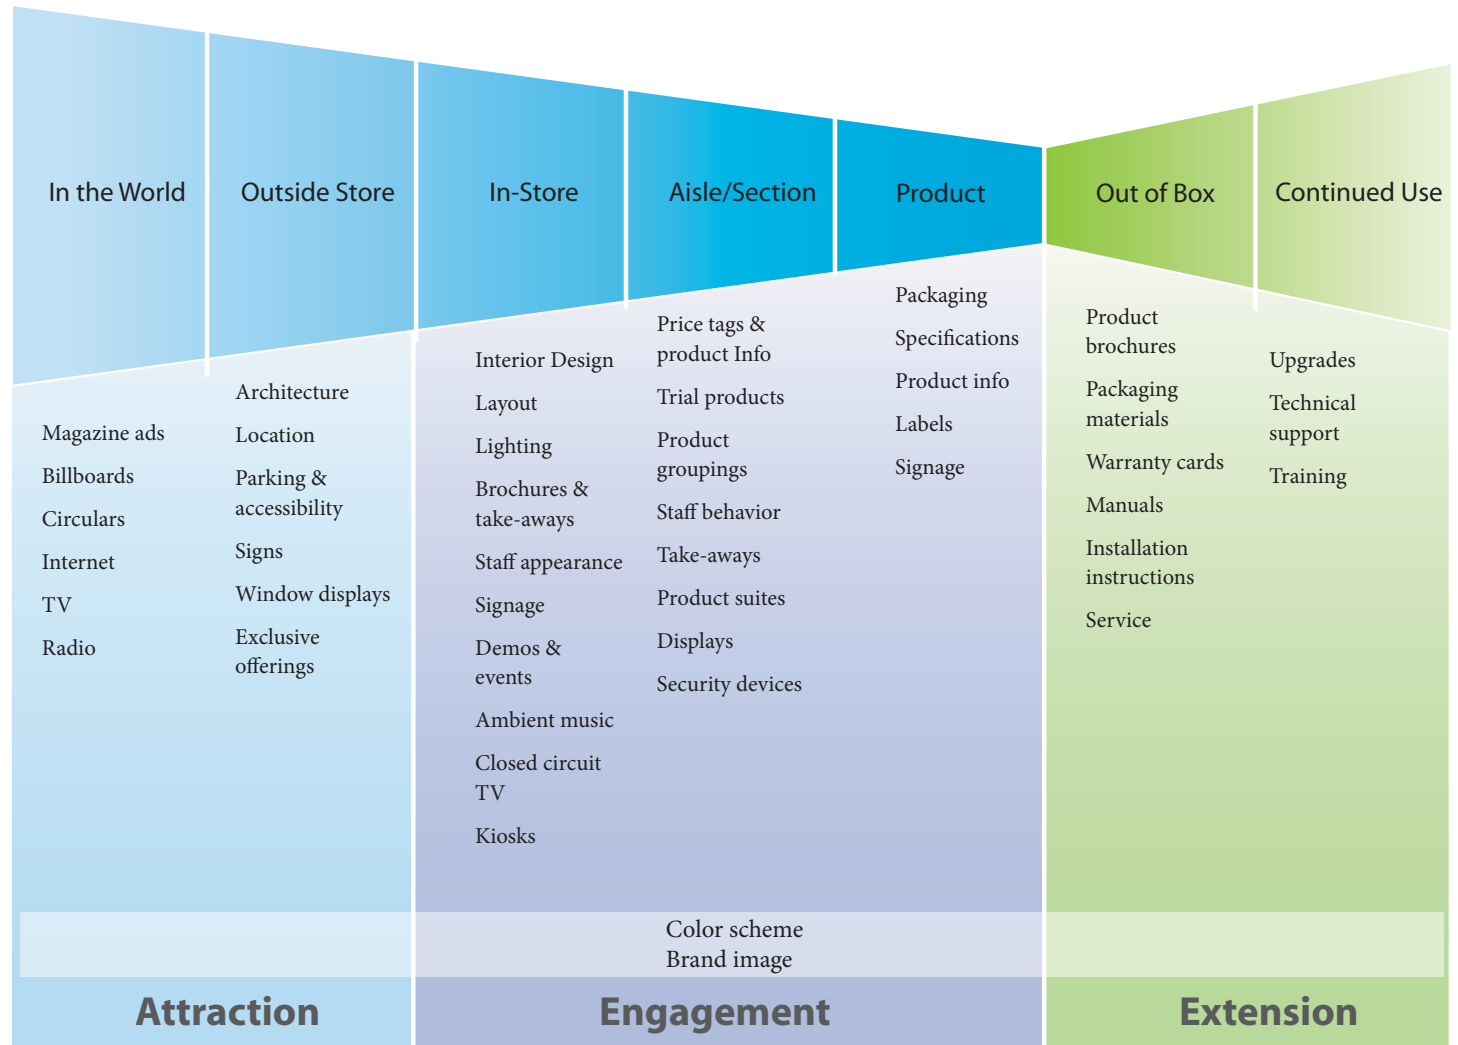 In the World
Outside Store
In-Store
Aisle/Section
Product
Out of Box
Continued Use
Magazine ads
Billboards
Circulars
Internet
TV
Radio
Architecture
Location
Parking &
accessibility
Signs
Window displays
Exclusive
offerings
Interior Design
Layout
Lighting
Brochures &
take-aways
Staff appearance
Signage
Demos &
events
Ambient music
Closed circuit
TV
Kiosks
Price tags &
product Info
Trial products
Product
groupings
Staff behavior
Take-aways
Product suites
Displays
Security devices
Packaging
Specifications
Product info
Labels
Signage
Product
brochures
Packaging
materials
Warranty cards
Manuals
Installation
instructions
Service
Upgrades
Technical
support
Training
Color scheme
Brand image
Attraction
Engagement
Extension